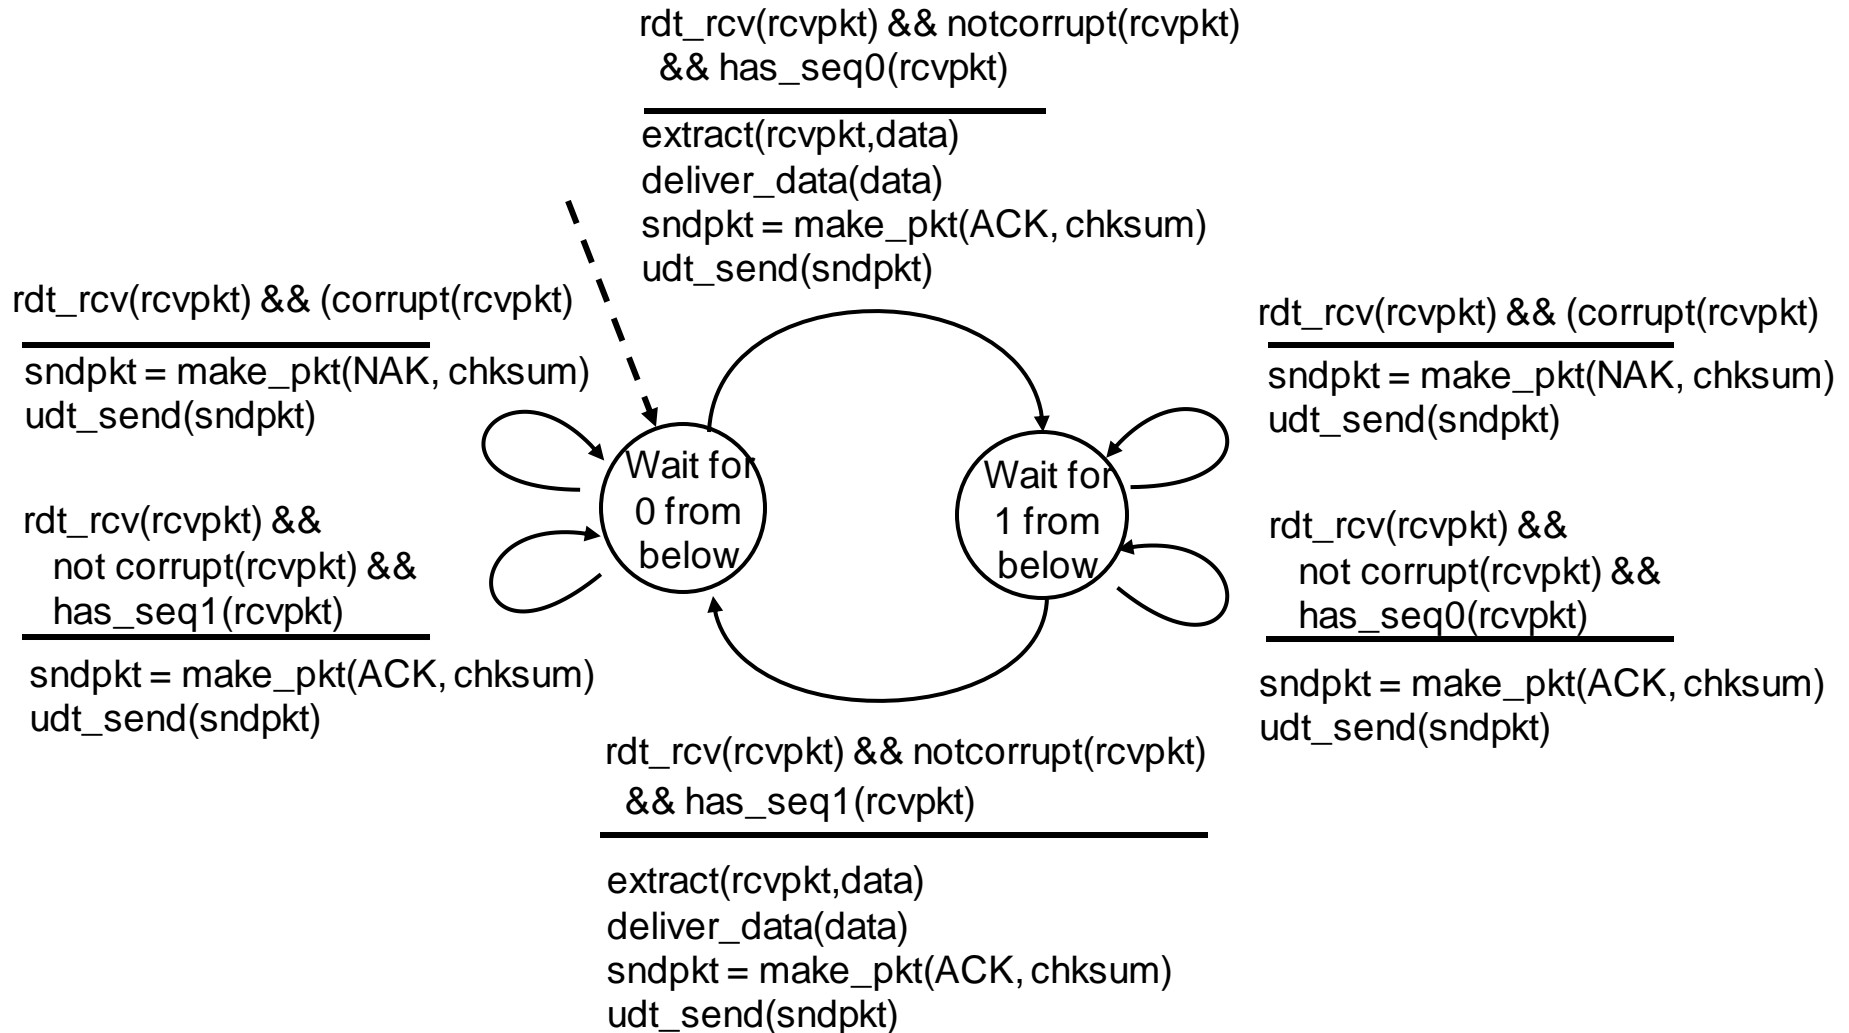 rdt_rcv(rcvpkt) && notcorrupt(rcvpkt)
&& has_seq0(rcvpkt)
extract(rcvpkt,data)
deliver_data(data)
sndpkt = make_pkt(ACK, chksum)
udt_send(sndpkt)
rdt_rcv(rcvpkt) && (corrupt(rcvpkt)
sndpkt = make_pkt(NAK, chksum)
udt_send(sndpkt)
rdt_rcv(rcvpkt) &&
not corrupt(rcvpkt) &&
has_seq1(rcvpkt)
sndpkt = make_pkt(ACK, chksum)
udt_send(sndpkt)
Wait for
0 from
below
Wait for
1 from
below
rdt_rcv(rcvpkt) && (corrupt(rcvpkt)
sndpkt = make_pkt(NAK, chksum)
udt_send(sndpkt)
rdt_rcv(rcvpkt) &&
not corrupt(rcvpkt) &&
has_seq0(rcvpkt)
sndpkt = make_pkt(ACK, chksum)
udt_send(sndpkt)
rdt_rcv(rcvpkt) && notcorrupt(rcvpkt)
&& has_seq1(rcvpkt)
extract(rcvpkt,data)
deliver_data(data)
sndpkt = make_pkt(ACK, chksum)
udt_send(sndpkt)